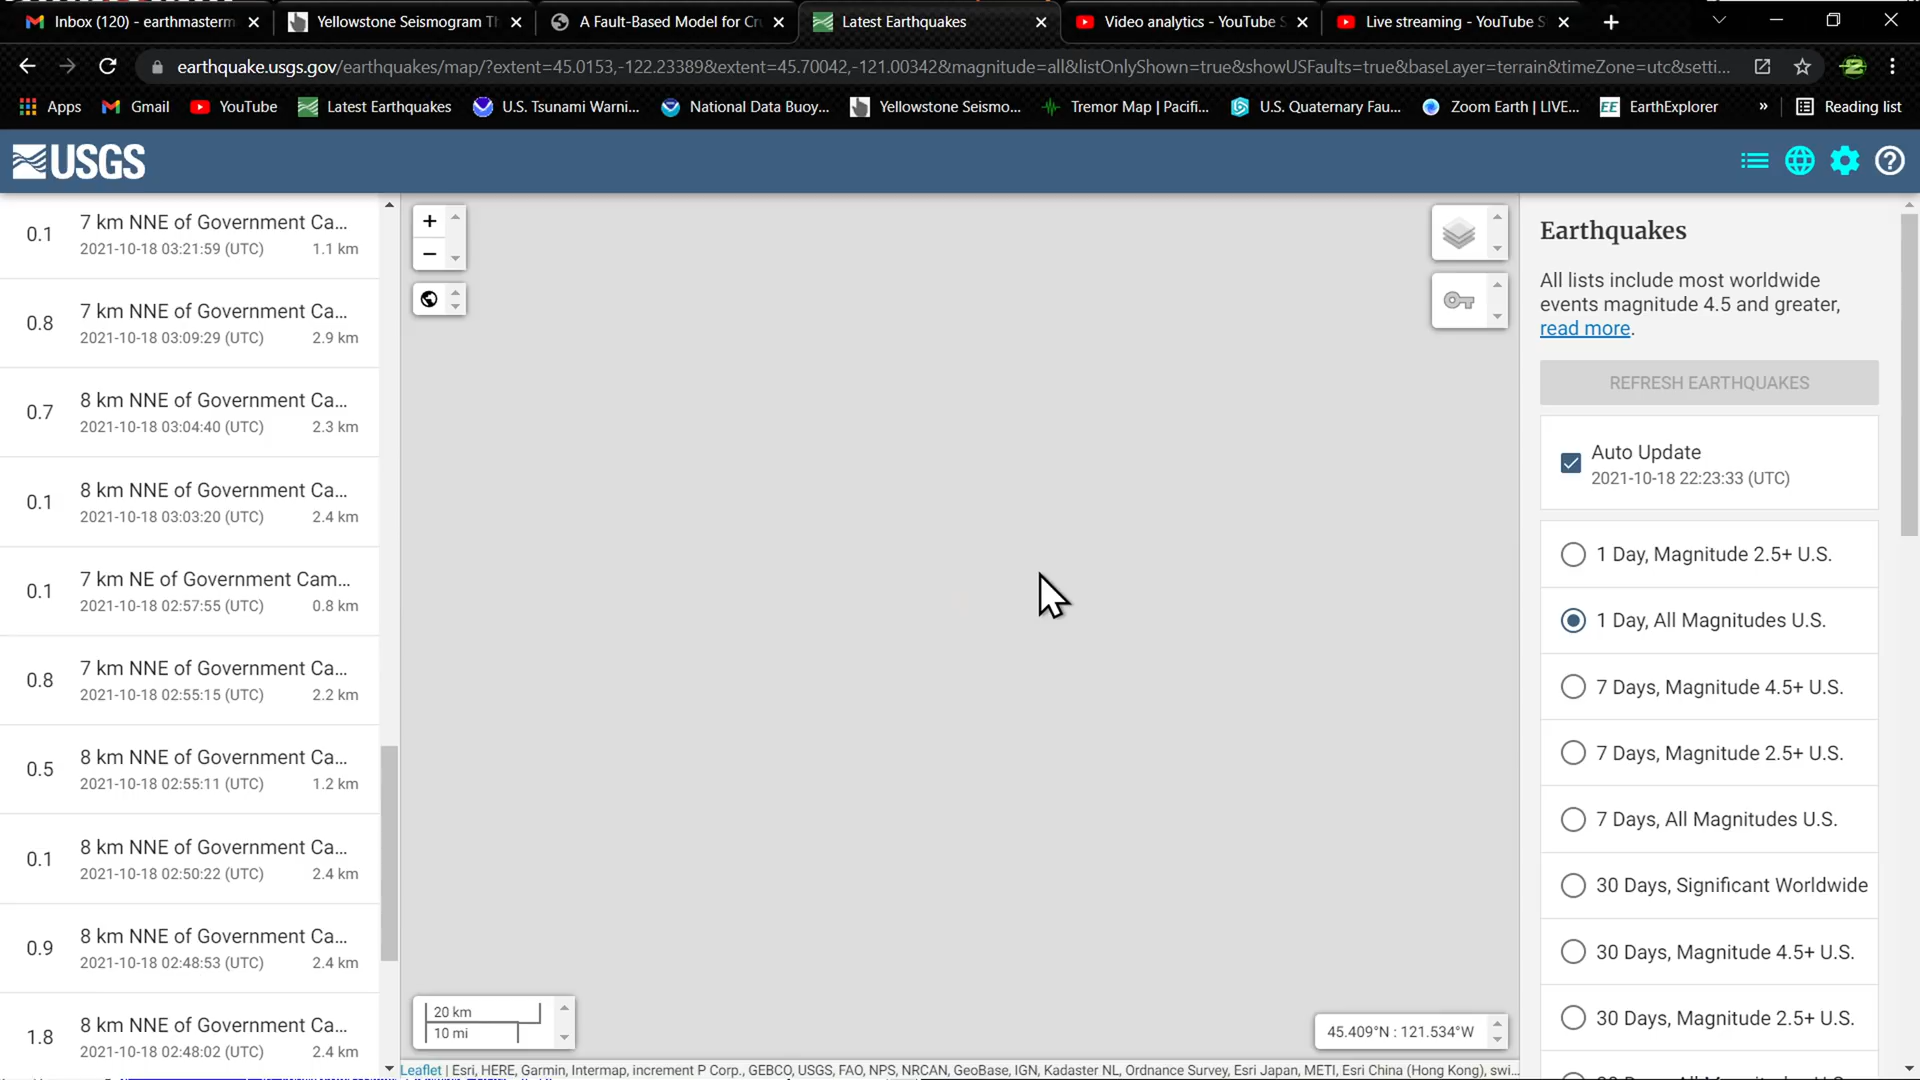 Inbox (120) - earthmasterm
Yellowstone Seismogram Th
A Fault-Based Model for Cru
Latest Earthquakes
Video analytics - YouTube S
Live streaming - YouTube S
earthquake.usgs.gov/earthquakes/map/?extent=45.0153,-122.23389&extent=45.70042,-121.00342&magnitude=all&listOnlyShown=true&showUSFaults=true&baseLayer=terrain&timeZone=utc&setti...
Apps
Gmail
YouTube
Latest Earthquakes
U.S. Tsunami Warni...
National Data Buoy...
Yellowstone Seismo...
Tremor Map | Pacifi...
U.S. Quaternary Fau...
Zoom Earth | LIVE...
EE EarthExplorer
»
Reading list
USGS
0.1
7 km NNE of Government Ca...
2021-10-18 03:21:59 (UTC) 1.1 km
0.8
7 km NNE of Government Ca...
2021-10-18 03:09:29 (UTC) 2.9 km
0.7
8 km NNE of Government Ca...
2021-10-18 03:04:40 (UTC) 2.3 km
0.1
8 km NNE of Government Ca...
2021-10-18 03:03:20 (UTC) 2.4 km
0.1
7 km NE of Government Cam...
2021-10-18 02:57:55 (UTC) 0.8 km
0.8
7 km NNE of Government Ca...
2021-10-18 02:55:15 (UTC) 2.2 km
0.5
8 km NNE of Government Ca...
2021-10-18 02:55:11 (UTC) 1.2 km
0.1
8 km NNE of Government Ca...
2021-10-18 02:50:22 (UTC) 2.4 km
0.9
8 km NNE of Government Ca...
2021-10-18 02:48:53 (UTC) 2.4 km
1.8
8 km NNE of Government Ca...
2021-10-18 02:48:02 (UTC) 2.4 km
+
−
20 km
10 mi
45.409°N : 121.534°W
Leaflet | Esri, HERE, Garmin, Intermap, increment P Corp., GEBCO, USGS, FAO, NPS, NRCAN, GeoBase, IGN, Kadaster NL, Ordnance Survey, Esri Japan, METI, Esri China (Hong Kong), swi...
Earthquakes
All lists include most worldwide
events magnitude 4.5 and greater,
read more.
REFRESH EARTHQUAKES
Auto Update
2021-10-18 22:23:33 (UTC)
1 Day, Magnitude 2.5+ U.S.
1 Day, All Magnitudes U.S.
7 Days, Magnitude 4.5+ U.S.
7 Days, Magnitude 2.5+ U.S.
7 Days, All Magnitudes U.S.
30 Days, Significant Worldwide
30 Days, Magnitude 4.5+ U.S.
30 Days, Magnitude 2.5+ U.S.